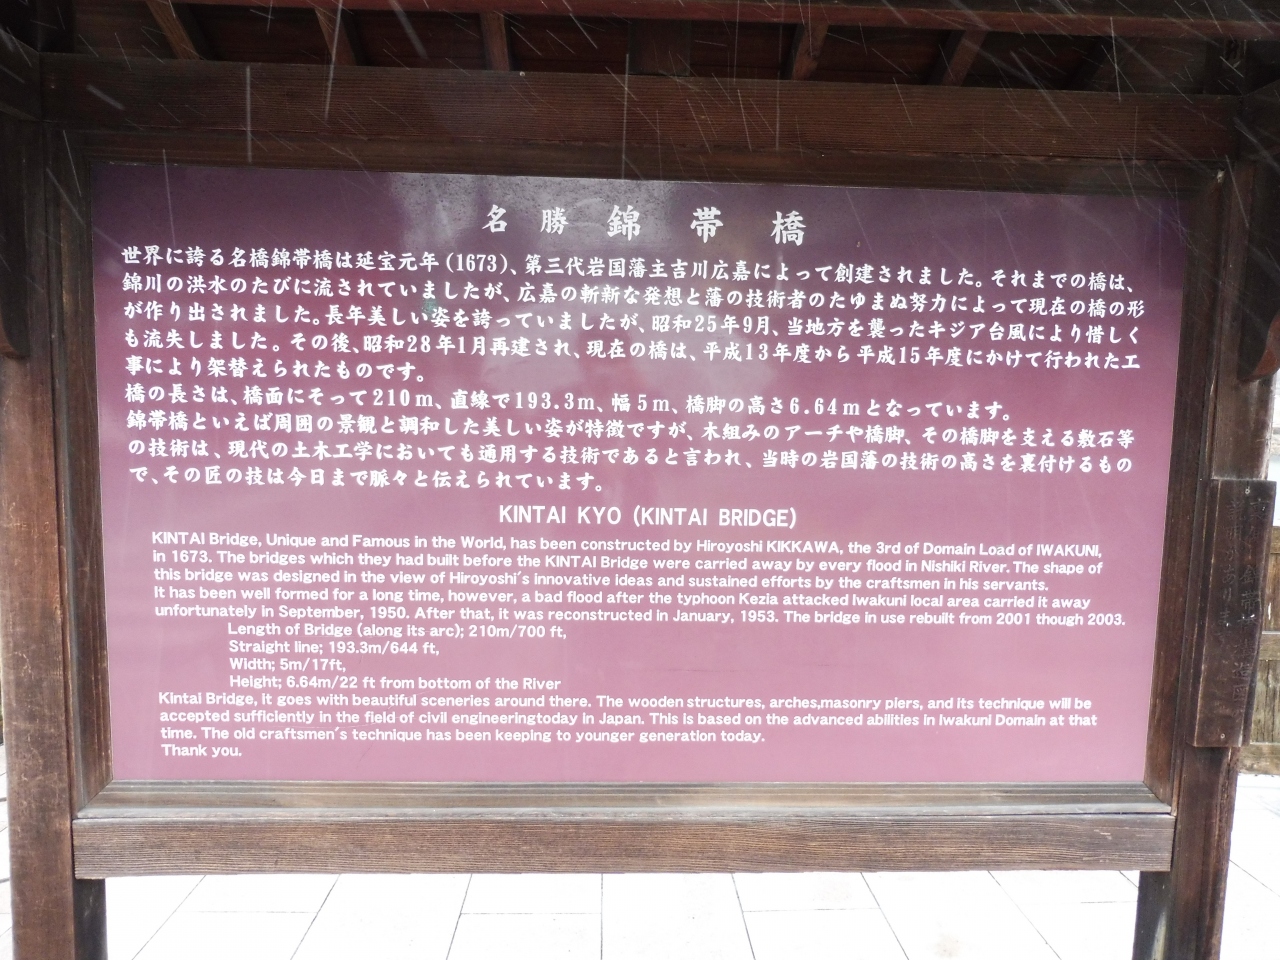 名勝 錦帯橋
世界に誇る名橋錦帯橋は延宝元年(1673)、第三代岩国藩主吉川広嘉によって創建されました。それまでの橋は、
錦川の洪水のたびに流されていましたが、広嘉の斬新な発想と藩の技術者のたゆまぬ努力によって現在の橋の形
が作り出されました。長年美しい姿を誇っていましたが、昭和25年9月、当地方を襲ったキジア台風により惜しく
も流失しました。その後、昭和28年1月再建され、現在の橋は、平成13年度から平成15年度にかけて行われた工
事により架替えられたものです。
橋の長さは、橋面にそって210m、直線で193.3m、幅5m、橋脚の高さ6.64mとなっています。
錦帯橋といえば周囲の景観と調和した美しい姿が特徴ですが、木組みのアーチや橋脚、その橋脚を支える敷石等
の技術は、現代の土木工学においても通用する技術であると言われ、当時の岩国藩の技術の高さを裏付けるもの
で、その匠の技は今日まで脈々と伝えられています。
KINTAI KYO (KINTAI BRIDGE)
KINTAI Bridge, Unique and Famous in the World, has been constructed by Hiroyoshi KIKKAWA, the 3rd of Domain Load of IWAKUNI,
in 1673. The bridges which they had built before the KINTAI Bridge were carried away by every flood in Nishiki River. The shape of
this bridge was designed in the view of Hiroyoshi's innovative ideas and sustained efforts by the craftsmen in his servants.
It has been well formed for a long time, however, a bad flood after the typhoon Kezia attacked Iwakuni local area carried it away
unfortunately in September, 1950. After that, it was reconstructed in January, 1953. The bridge in use rebuilt from 2001 though 2003.
Length of Bridge (along its arc); 210m/700 ft,
Straight line; 193.3m/644 ft,
Width; 5m/17ft,
Height; 6.64m/22 ft from bottom of the River
Kintai Bridge, it goes with beautiful sceneries around there. The wooden structures, arches,masonry piers, and its technique will be
accepted sufficiently in the field of civil engineeringtoday in Japan. This is based on the advanced abilities in Iwakuni Domain at that
time. The old craftsmen's technique has been keeping to younger generation today.
Thank you.